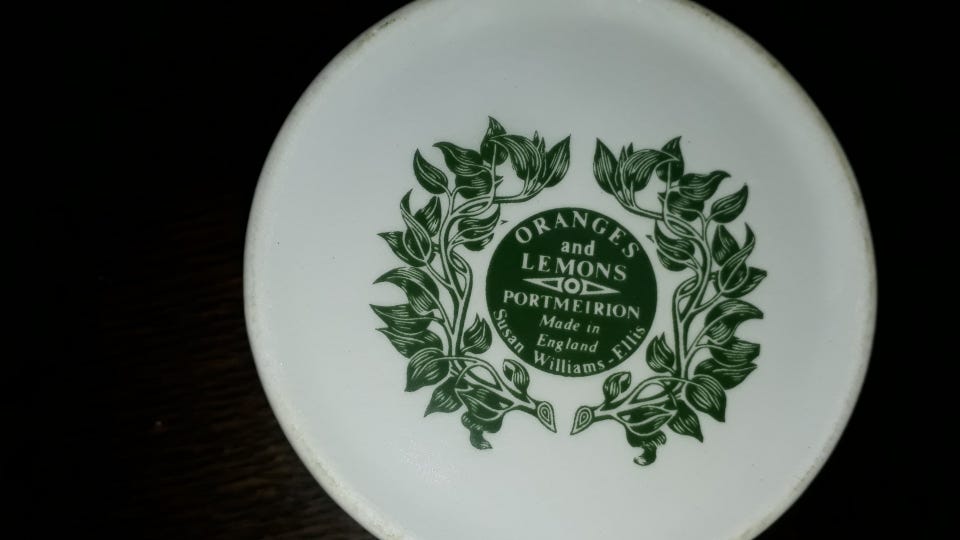 ORANGES
and
LEMONS
PORTMEIRION
Made in
England
Susan Williams-Ellis